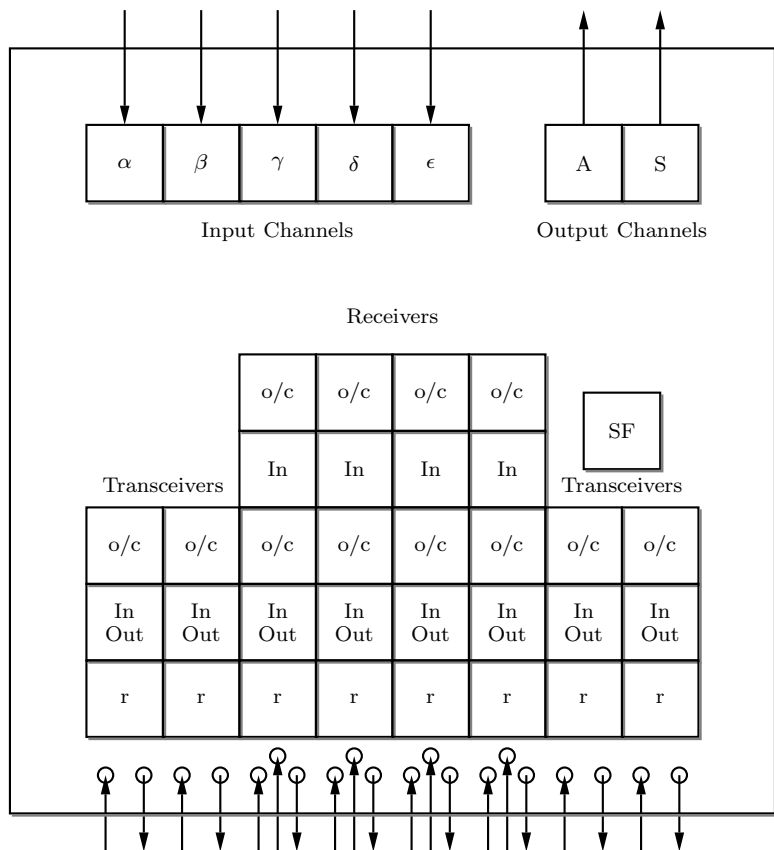 α β γ δ ϵ A S
Input Channels Output Channels
Receivers
o/c o/c o/c o/c
SF
In In In In
Transceivers Transceivers
o/c o/c o/c o/c o/c o/c o/c o/c
In In In In In In In In
Out Out Out Out Out Out Out Out
r r r r r r r r